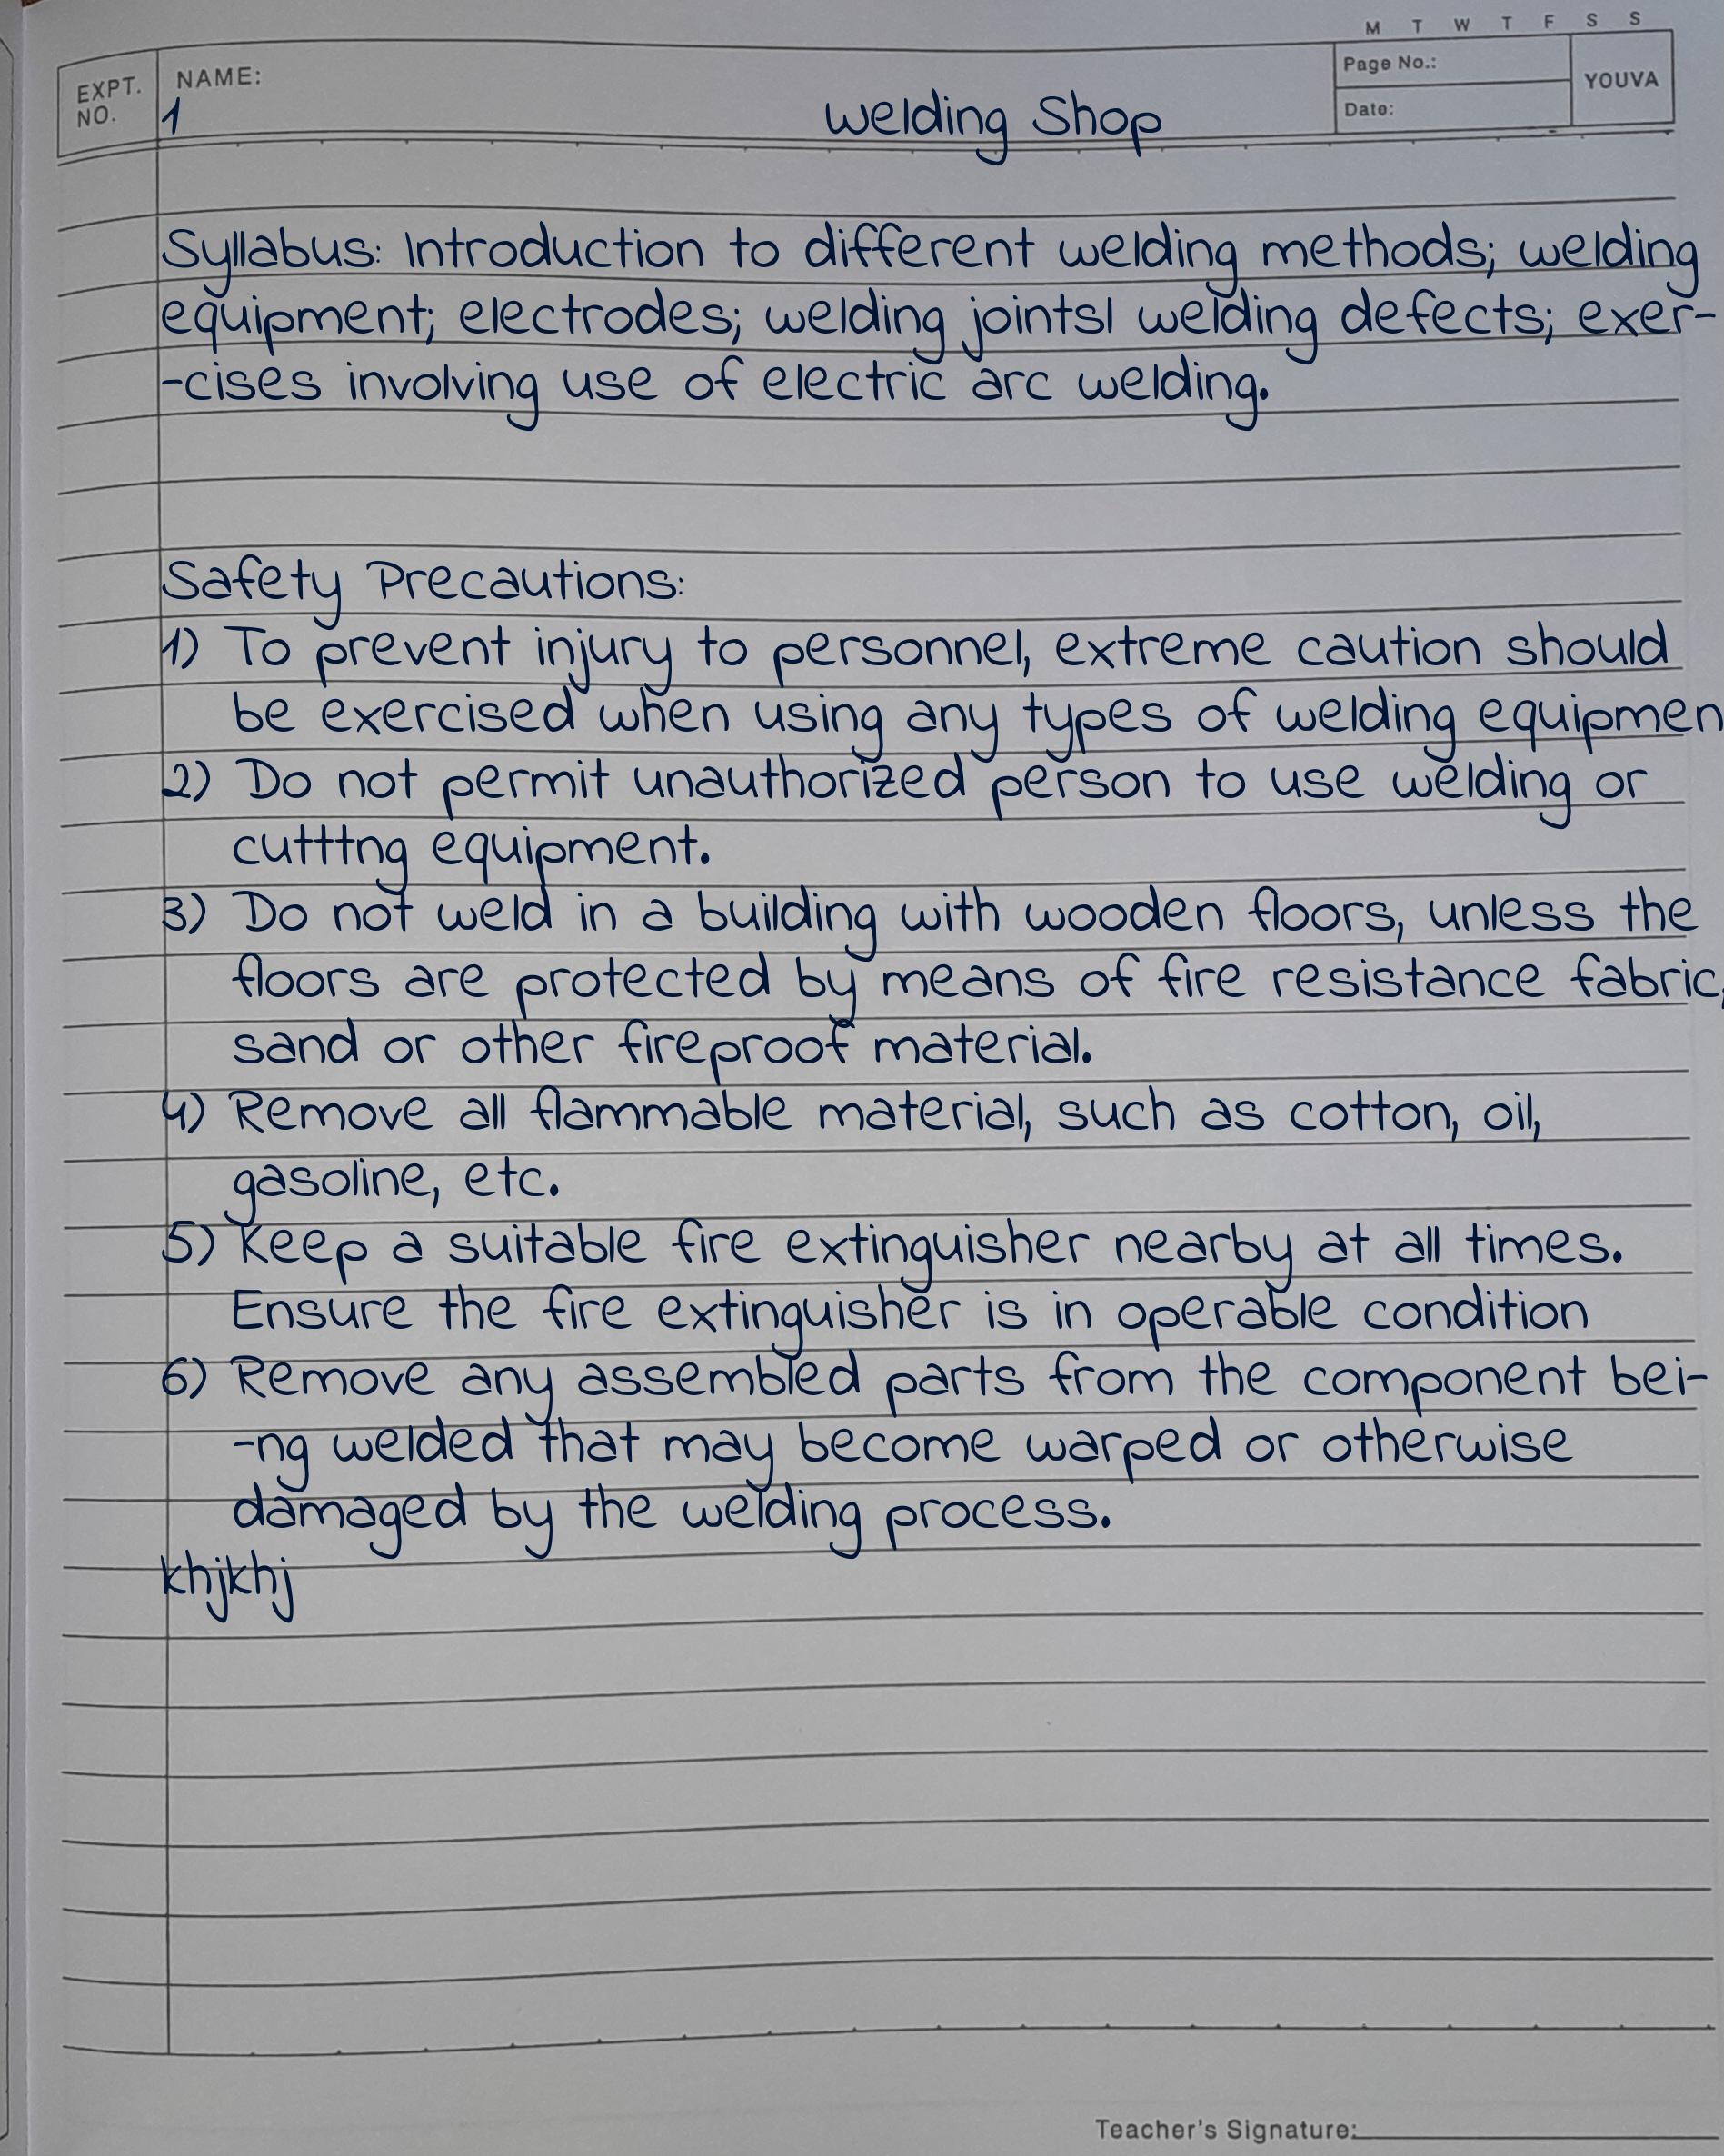 M T W T F S S
EXPT. NO. NAME: Page No.: YOUVA
1 Welding Shop Date:
Syllabus: Introduction to different welding methods; welding
equipment; electrodes; welding jointsl welding defects; exer-
-cises involving use of electric arc welding.
Safety Precautions:
1) To prevent injury to personnel, extreme caution should
be exercised when using any types of welding equipmen
2) Do not permit unauthorized person to use welding or
cutttng equipment.
3) Do not weld in a building with wooden floors, unless the
floors are protected by means of fire resistance fabric,
sand or other fireproof material.
4) Remove all flammable material, such as cotton, oil,
gasoline, etc.
5) Keep a suitable fire extinguisher nearby at all times.
Ensure the fire extinguisher is in operable condition
6) Remove any assembled parts from the component bei-
-ng welded that may become warped or otherwise
damaged by the welding process.
khjkhj
Teacher's Signature: